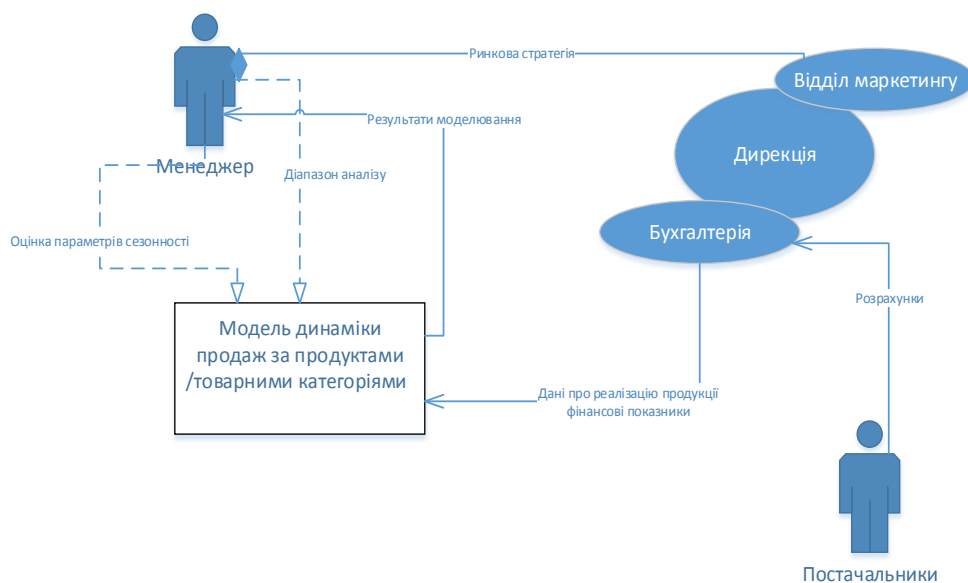 Ринкова стратегія
Відділ маркетингу
Результати моделювання
Дирекція
Менеджер
Діапазон аналізу
Оцінка параметрів сезонності
Бухгалтерія
Розрахунки
Модель динаміки
продаж за продуктами
/товарними категоріями
Дані про реалізацію продукції
фінансові показники
Постачальники